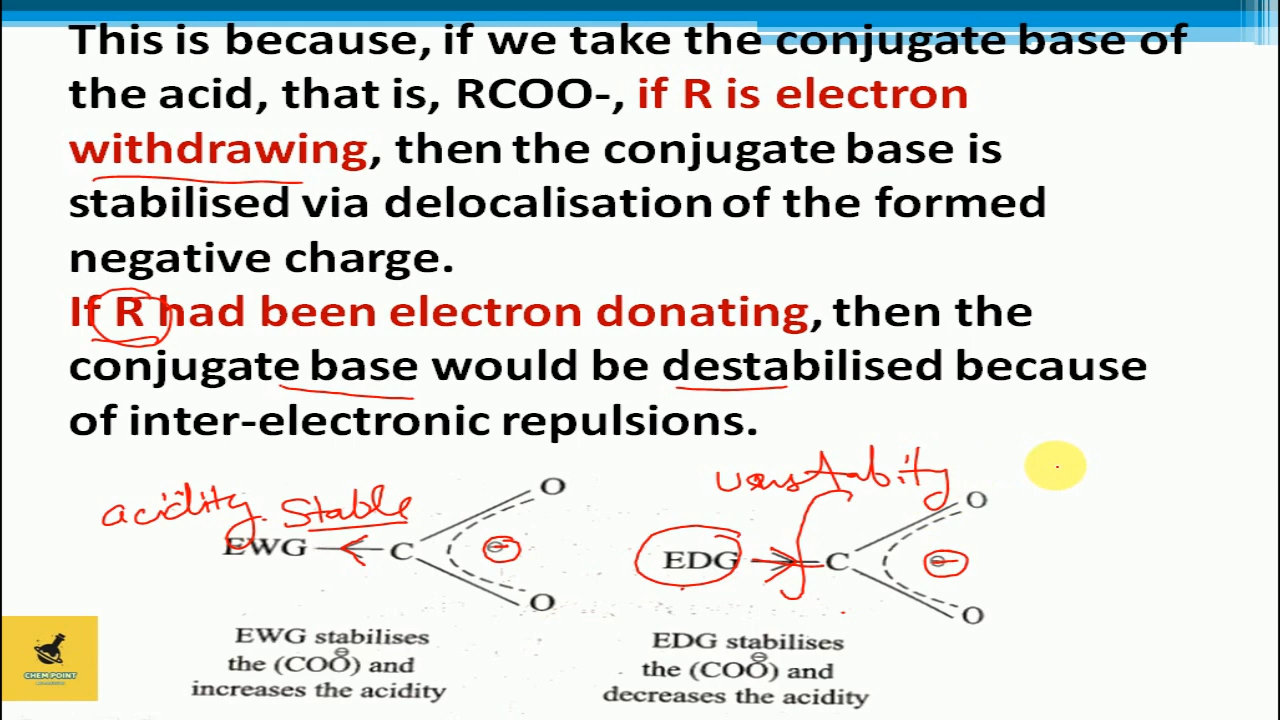 This is because, if we take the conjugate base of
the acid, that is, RCOO-, if R is electron
withdrawing, then the conjugate base is
stabilised via delocalisation of the formed
negative charge.
If R had been electron donating, then the
conjugate base would be destabilised because
of inter-electronic repulsions.
acidity. Stable
EWG C O ⊖ O
EWG stabilises
the (COO⊖) and
increases the acidity
EDG C O ⊖ O
EDG stabilises
the (COO⊖) and
decreases the acidity
CHEM POINT